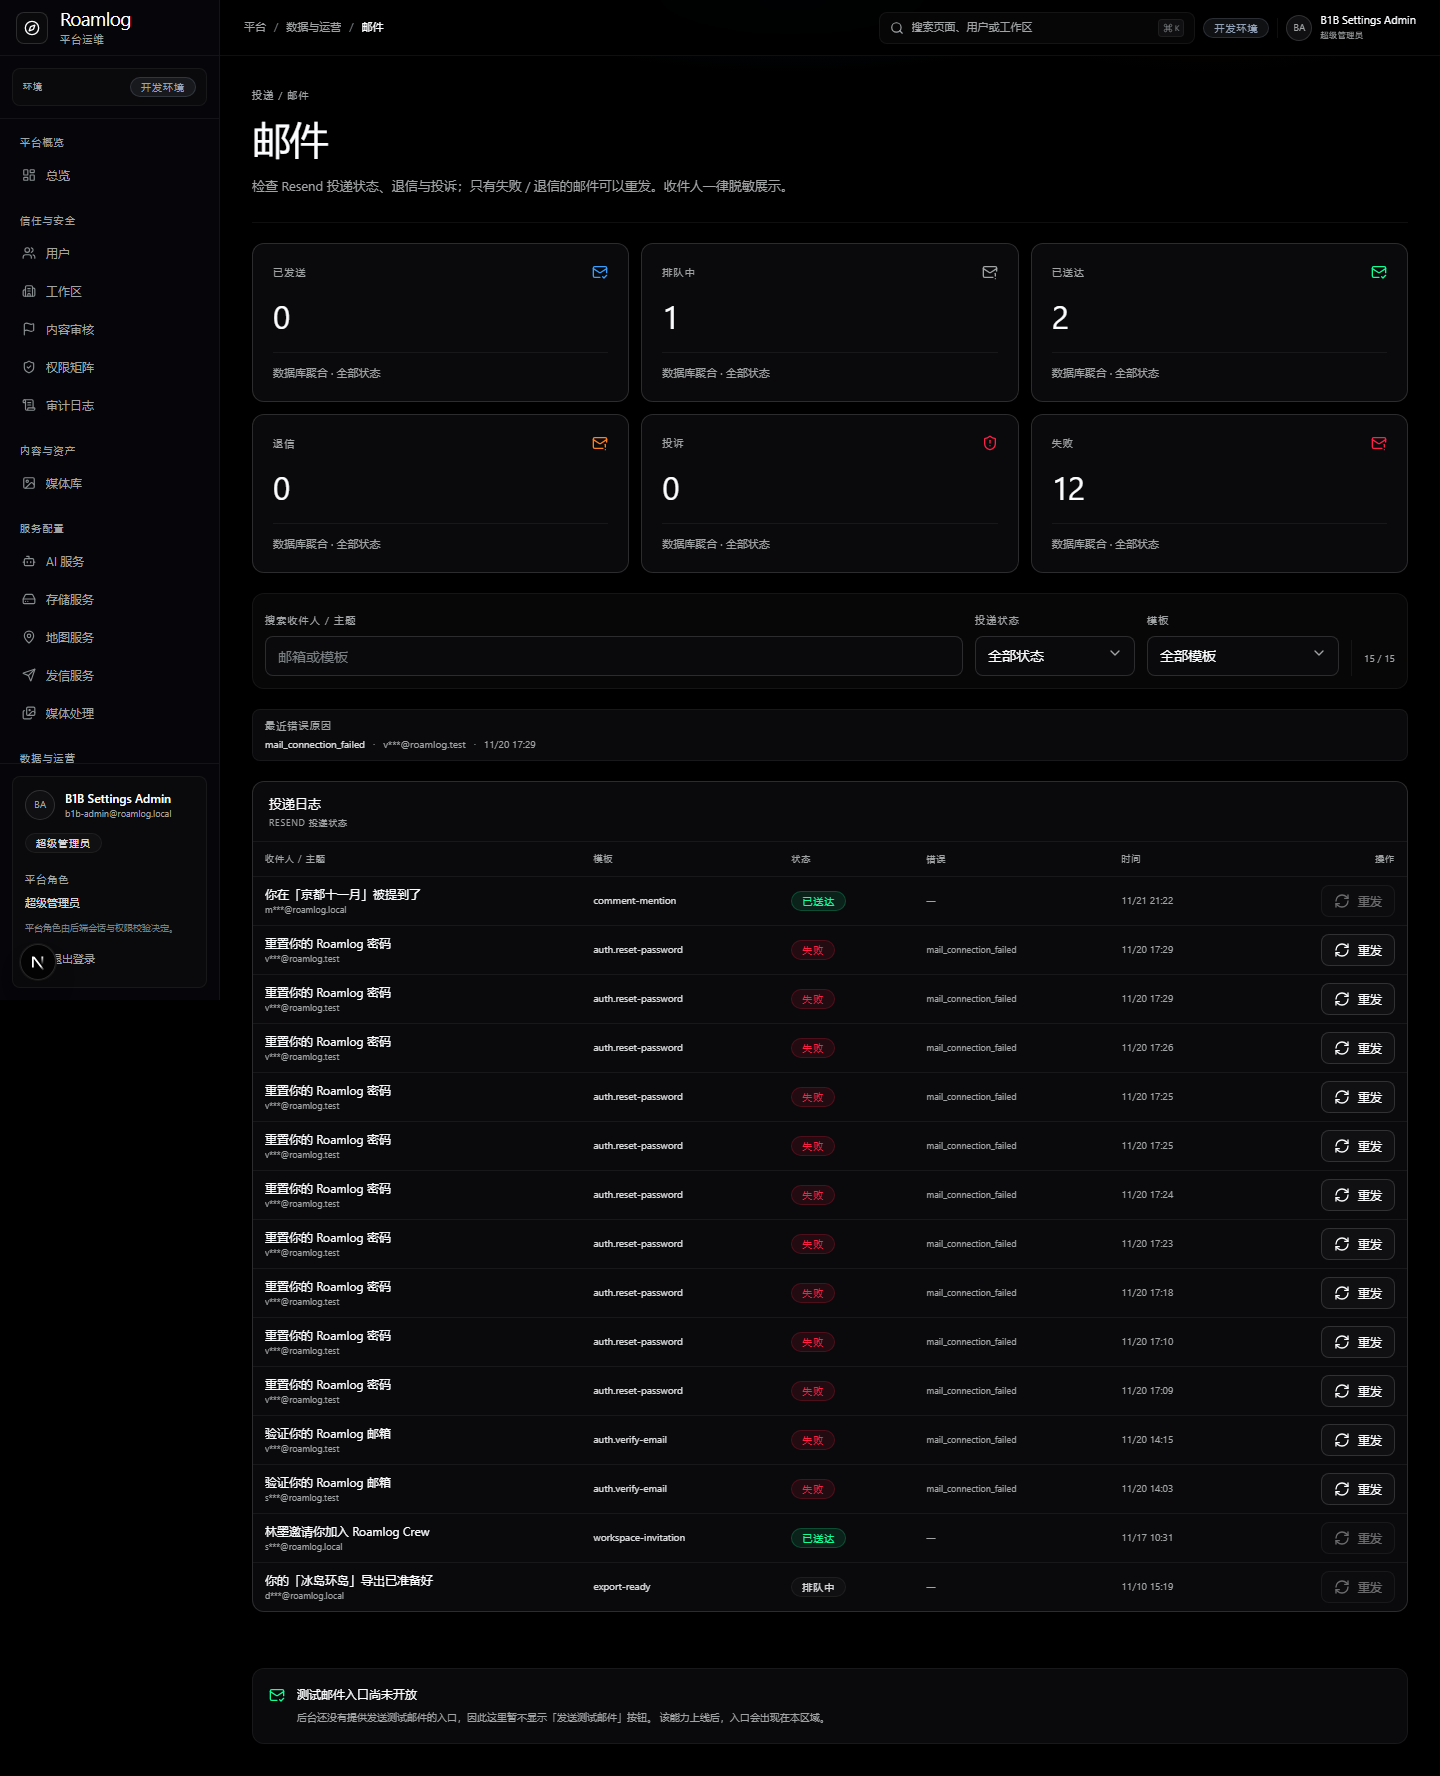 Roamlog
平台运维
环境
开发环境
平台概览
总览
信任与安全
用户
工作区
内容审核
权限矩阵
审计日志
内容与资产
媒体库
服务配置
AI 服务
存储服务
地图服务
发信服务
媒体处理
数据与运营
BA
B1B Settings Admin
b1b-admin@roamlog.local
超级管理员
平台角色
超级管理员
平台角色由后端会话与权限校验决定。
退出登录
平台 / 数据与运营 / 邮件
搜索页面、用户或工作区
⌘K
开发环境
BA
B1B Settings Admin
超级管理员
投递 / 邮件
邮件
检查 Resend 投递状态、退信与投诉；只有失败 / 退信的邮件可以重发。收件人一律脱敏展示。
已发送
0
数据库聚合 · 全部状态
排队中
1
数据库聚合 · 全部状态
已送达
2
数据库聚合 · 全部状态
退信
0
数据库聚合 · 全部状态
投诉
0
数据库聚合 · 全部状态
失败
12
数据库聚合 · 全部状态
搜索收件人 / 主题
邮箱或模板
投递状态
全部状态
模板
全部模板
15 / 15
最近错误原因
mail_connection_failed · v***@roamlog.test · 11/20 17:29
投递日志
RESEND 投递状态
收件人 / 主题 模板 状态 错误 时间 操作
你在「京都十一月」被提到了
m***@roamlog.local
comment-mention 已送达 — 11/21 21:22 重发
重置你的 Roamlog 密码
v***@roamlog.test
auth.reset-password 失败 mail_connection_failed 11/20 17:29 重发
重置你的 Roamlog 密码
v***@roamlog.test
auth.reset-password 失败 mail_connection_failed 11/20 17:29 重发
重置你的 Roamlog 密码
v***@roamlog.test
auth.reset-password 失败 mail_connection_failed 11/20 17:26 重发
重置你的 Roamlog 密码
v***@roamlog.test
auth.reset-password 失败 mail_connection_failed 11/20 17:25 重发
重置你的 Roamlog 密码
v***@roamlog.test
auth.reset-password 失败 mail_connection_failed 11/20 17:25 重发
重置你的 Roamlog 密码
v***@roamlog.test
auth.reset-password 失败 mail_connection_failed 11/20 17:24 重发
重置你的 Roamlog 密码
v***@roamlog.test
auth.reset-password 失败 mail_connection_failed 11/20 17:23 重发
重置你的 Roamlog 密码
v***@roamlog.test
auth.reset-password 失败 mail_connection_failed 11/20 17:18 重发
重置你的 Roamlog 密码
v***@roamlog.test
auth.reset-password 失败 mail_connection_failed 11/20 17:10 重发
重置你的 Roamlog 密码
v***@roamlog.test
auth.reset-password 失败 mail_connection_failed 11/20 17:09 重发
验证你的 Roamlog 邮箱
v***@roamlog.test
auth.verify-email 失败 mail_connection_failed 11/20 14:15 重发
验证你的 Roamlog 邮箱
s***@roamlog.test
auth.verify-email 失败 mail_connection_failed 11/20 14:03 重发
林墨邀请你加入 Roamlog Crew
s***@roamlog.local
workspace-invitation 已送达 — 11/17 10:31 重发
你的「冰岛环岛」导出已准备好
d***@roamlog.local
export-ready 排队中 — 11/10 15:19 重发
测试邮件入口尚未开放
后台还没有提供发送测试邮件的入口，因此这里暂不显示「发送测试邮件」按钮。 该能力上线后，入口会出现在本区域。